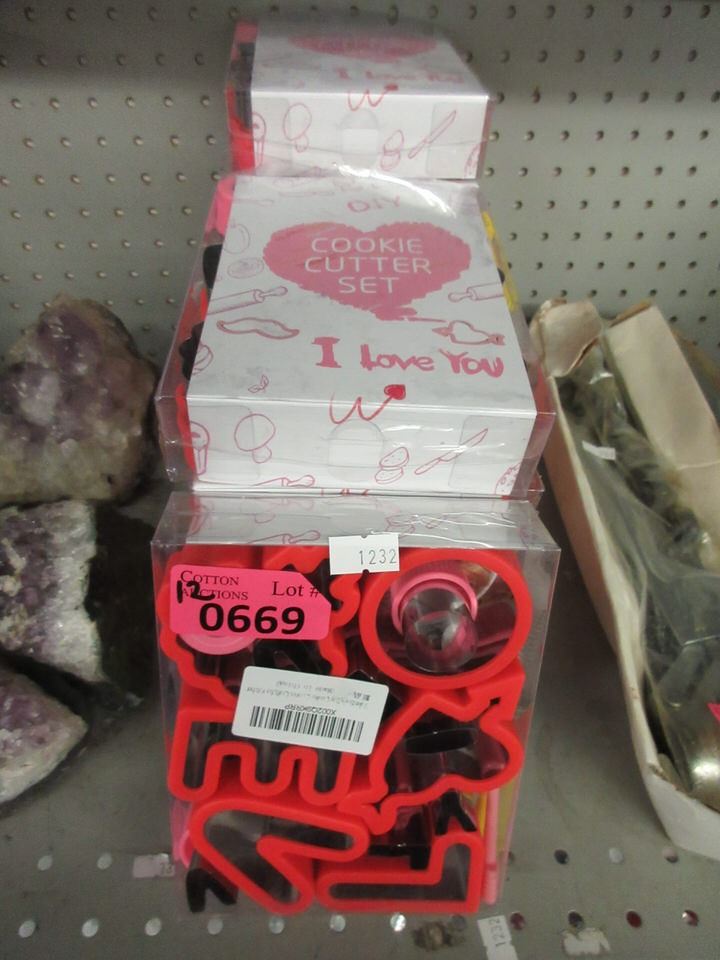 I Love You
DIY
COOKIE
CUTTER
SET
I Love You
1232
COTTON
AUCTIONS
Lot #
12
0669
1232